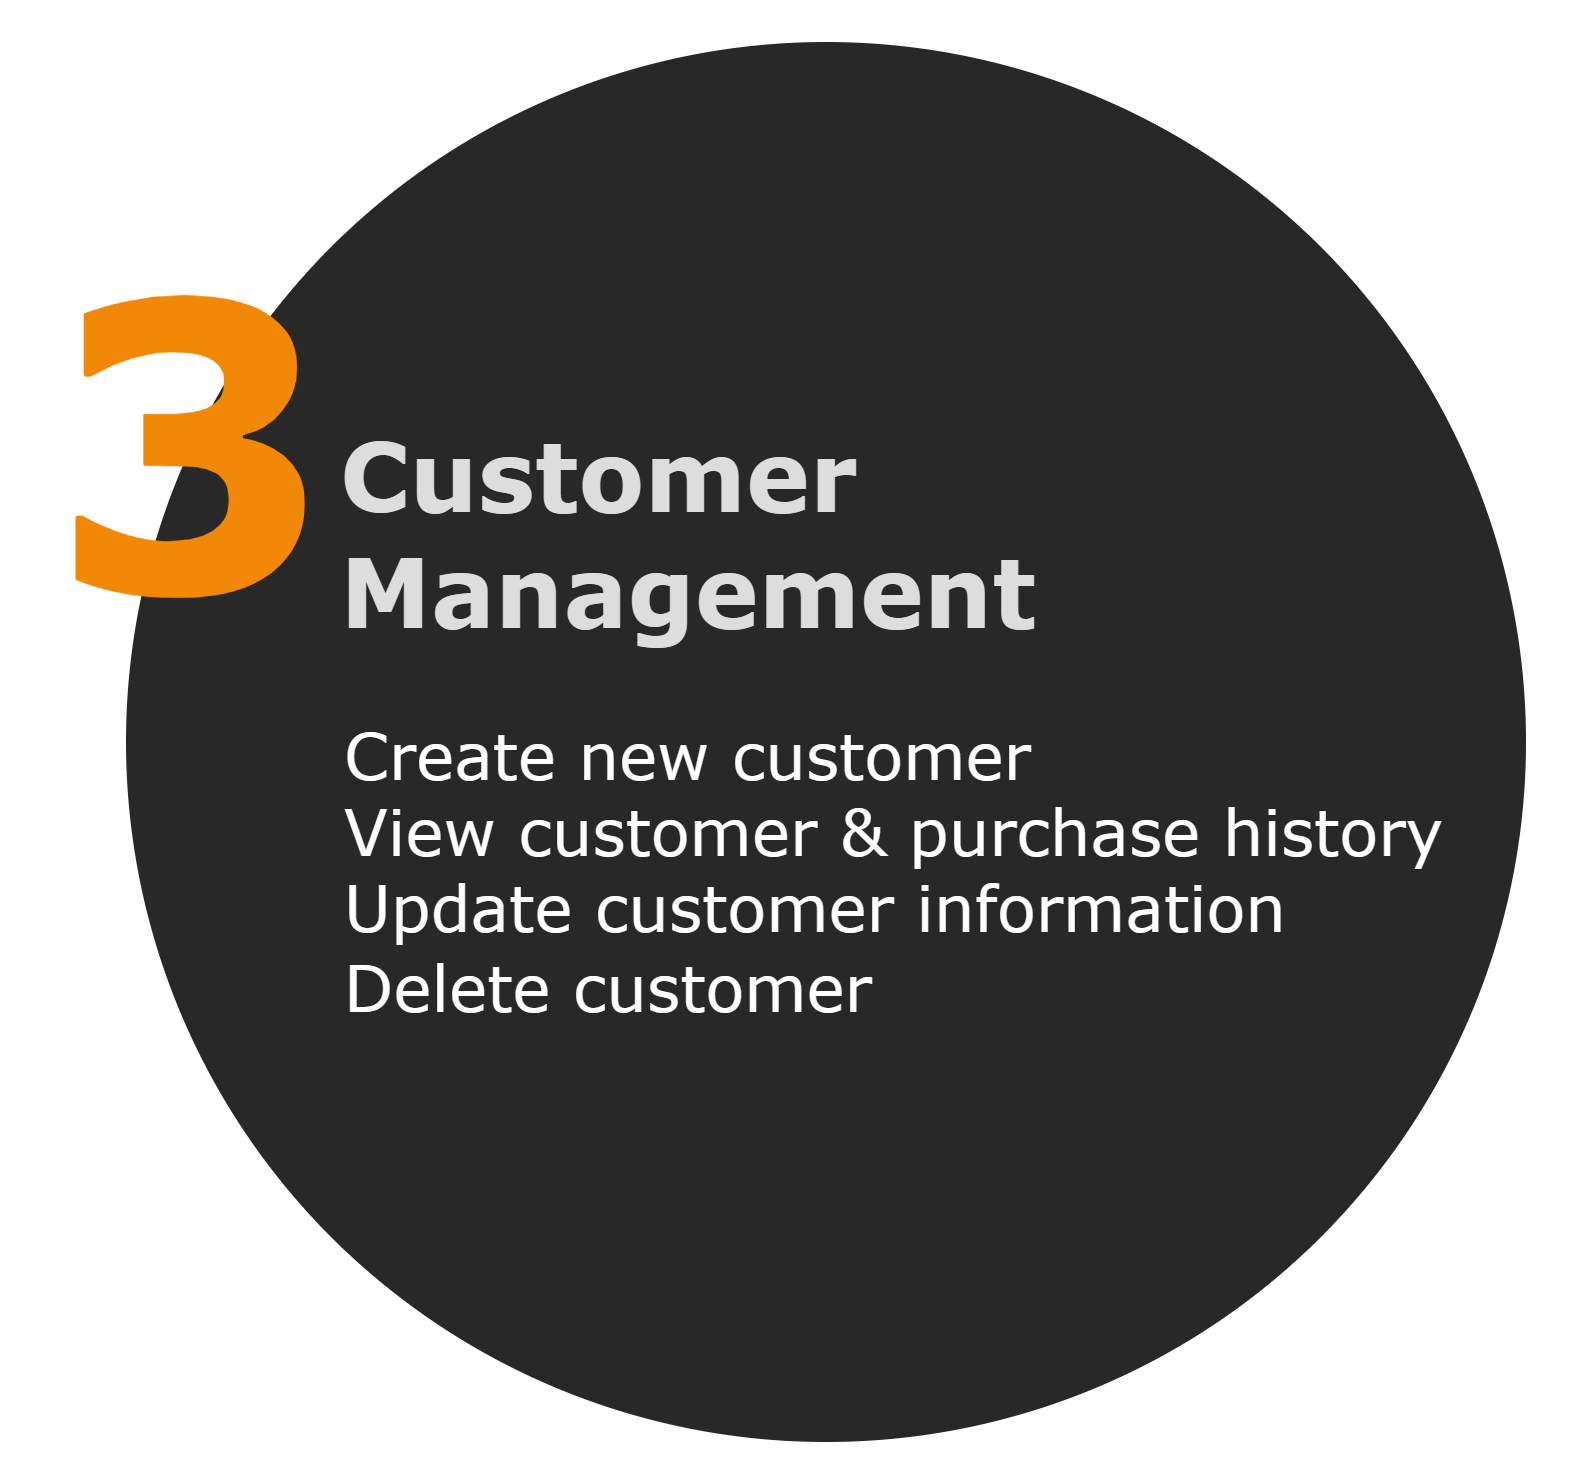 3
Customer
Management
Create new customer
View customer & purchase history
Update customer information
Delete customer